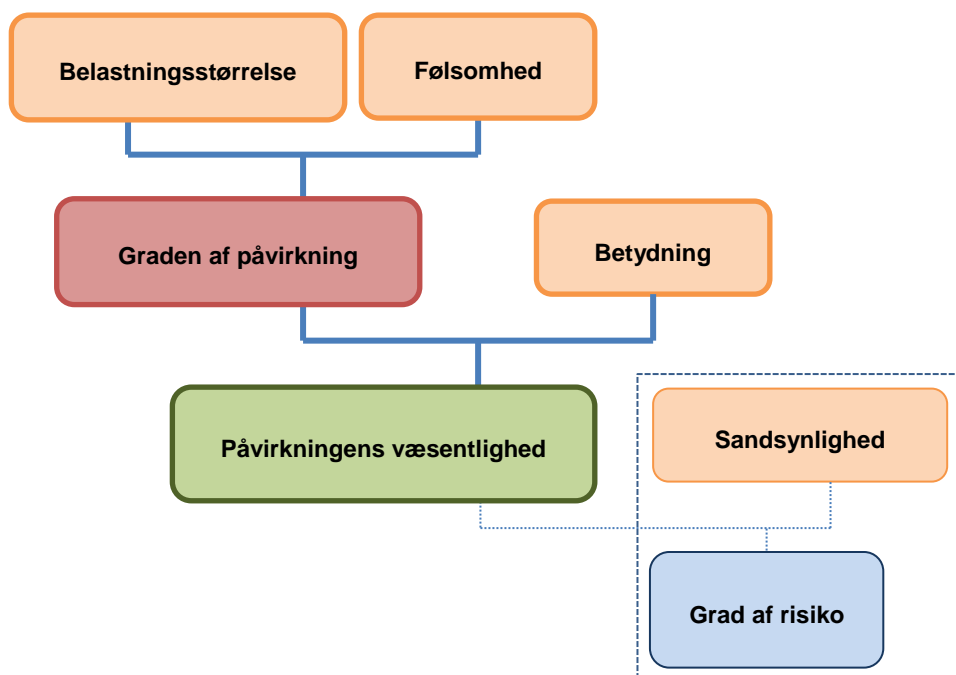 Belastningsstørrelse
Følsomhed
Graden af påvirkning
Betydning
Påvirkningens væsentlighed
Sandsynlighed
Grad af risiko